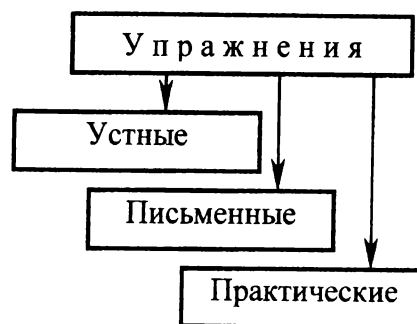 Упражнения
Устные
Письменные
Практические